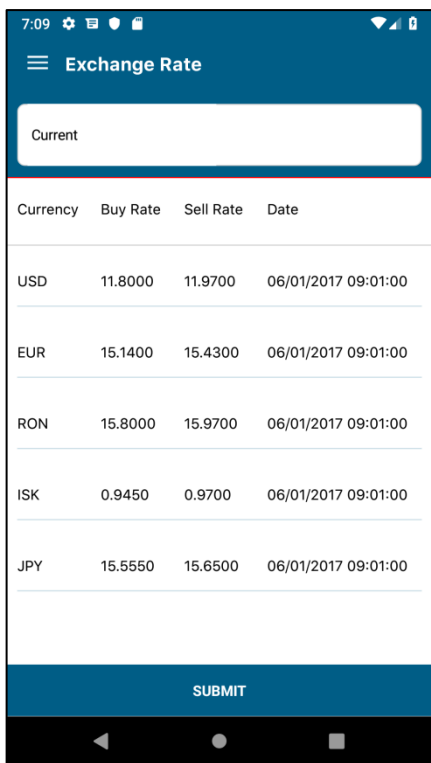 7:09
Exchange Rate
Current
Currency Buy Rate Sell Rate Date
USD 11.8000 11.9700 06/01/2017 09:01:00
EUR 15.1400 15.4300 06/01/2017 09:01:00
RON 15.8000 15.9700 06/01/2017 09:01:00
ISK 0.9450 0.9700 06/01/2017 09:01:00
JPY 15.5550 15.6500 06/01/2017 09:01:00
SUBMIT